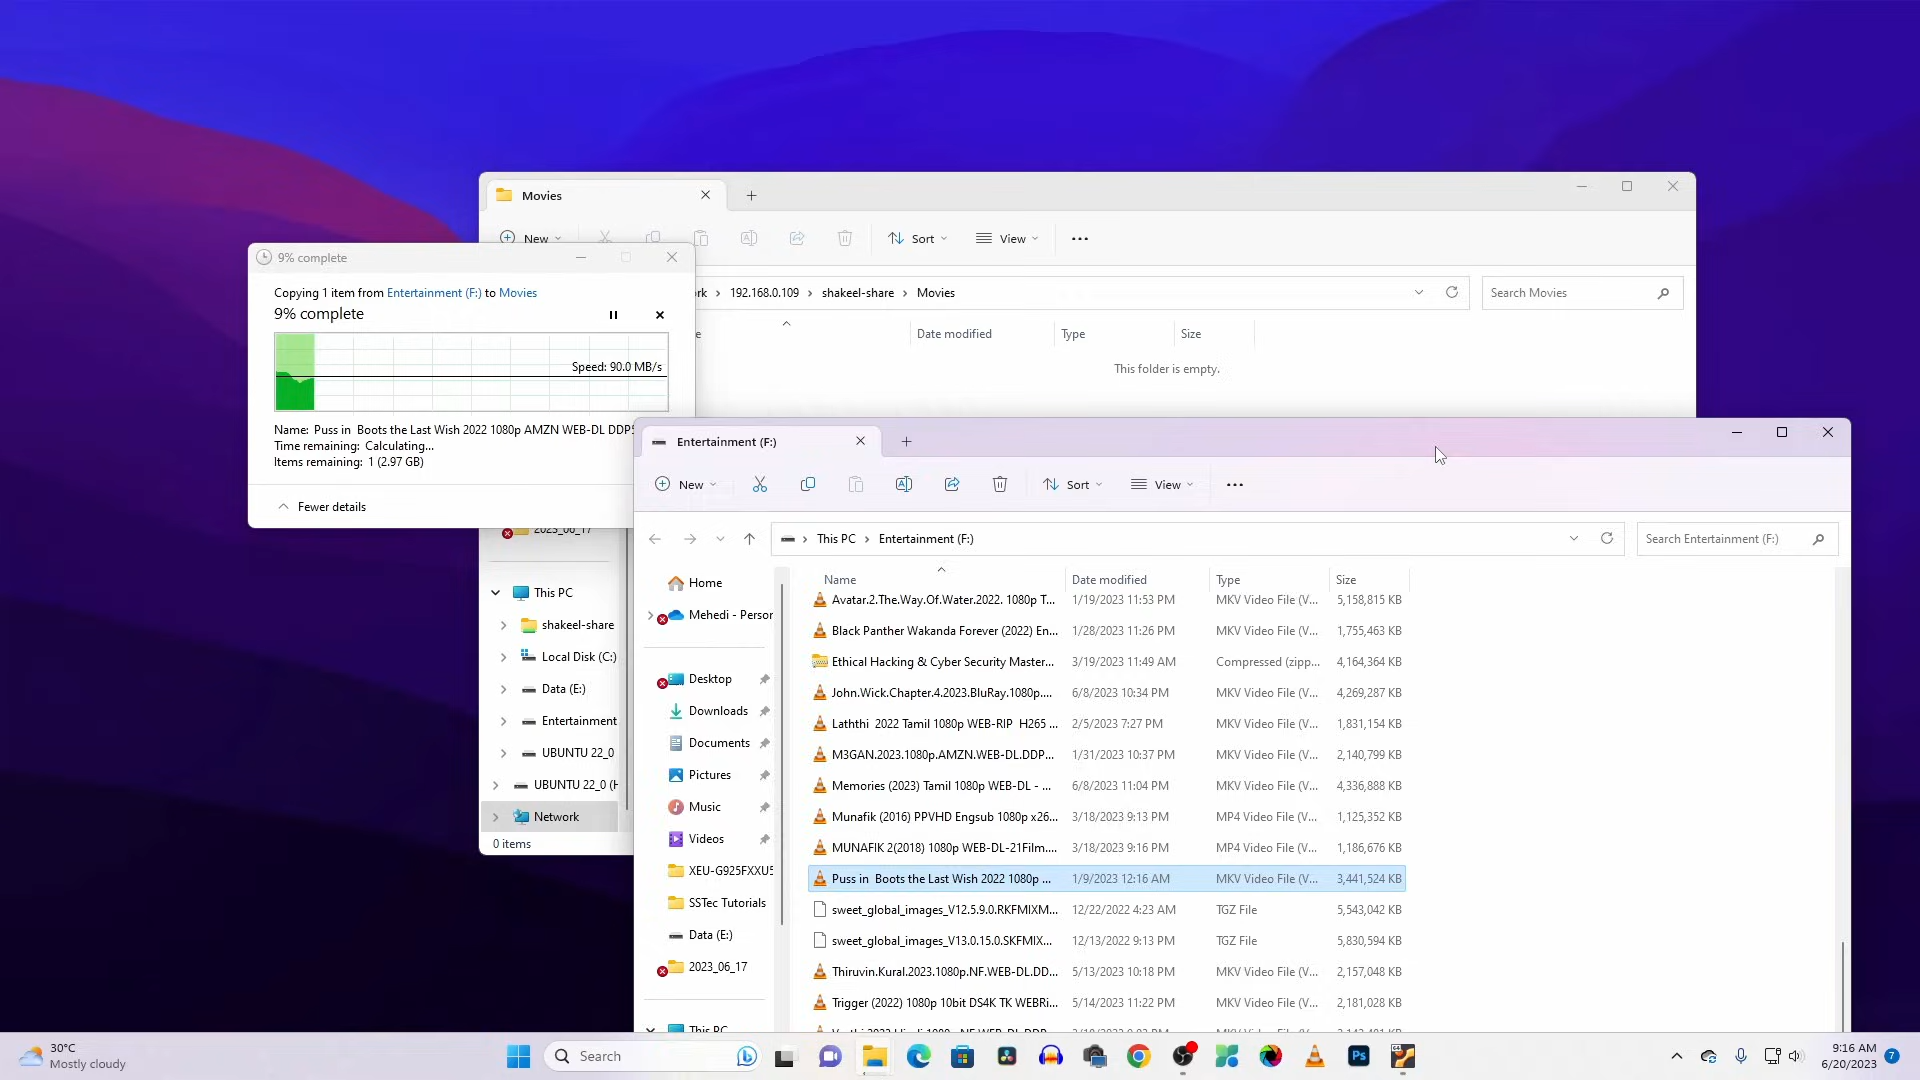 Movies
New
Sort
View
9% complete
192.168.0.109 > shakeel-share > Movies
Search Movies
Copying 1 item from Entertainment (F:) to Movies
9% complete
Date modified
Type
Size
Speed: 90.0 MB/s
This folder is empty.
Name: Puss in Boots the Last Wish 2022 1080p AMZN WEB-DL DDP5
Time remaining: Calculating...
Items remaining: 1 (2.97 GB)
Fewer details
2023_06_17
This PC
shakeel-share
Local Disk (C:)
Data (E:)
Entertainment
UBUNTU 22_0
UBUNTU 22_0 (H
Network
0 items
Entertainment (F:)
New
Sort
View
This PC > Entertainment (F:)
Search Entertainment (F:)
Home
Mehedi - Person
Desktop
Downloads
Documents
Pictures
Music
Videos
XEU-G925FXXU5
SSTec Tutorials
Data (E:)
2023_06_17
This PC
Name Date modified Type Size
Avatar.2.The.Way.Of.Water.2022. 1080p T... 1/19/2023 11:53 PM MKV Video File (V... 5,158,815 KB
Black Panther Wakanda Forever (2022) En... 1/28/2023 11:26 PM MKV Video File (V... 1,755,463 KB
Ethical Hacking & Cyber Security Master... 3/19/2023 11:49 AM Compressed (zipp... 4,164,364 KB
John.Wick.Chapter.4.2023.BluRay.1080p.... 6/8/2023 10:34 PM MKV Video File (V... 4,269,287 KB
Laththi 2022 Tamil 1080p WEB-RIP H265 ... 2/5/2023 7:27 PM MKV Video File (V... 1,831,154 KB
M3GAN.2023.1080p.AMZN.WEB-DL.DDP... 1/31/2023 10:37 PM MKV Video File (V... 2,140,799 KB
Memories (2023) Tamil 1080p WEB-DL - ... 6/8/2023 11:04 PM MKV Video File (V... 4,336,888 KB
Munafik (2016) PPVHD Engsub 1080p x26... 3/18/2023 9:13 PM MP4 Video File (V... 1,125,352 KB
MUNAFIK 2(2018) 1080p WEB-DL-21Film.... 3/18/2023 9:16 PM MP4 Video File (V... 1,186,676 KB
Puss in Boots the Last Wish 2022 1080p ... 1/9/2023 12:16 AM MKV Video File (V... 3,441,524 KB
sweet_global_images_V12.5.9.0.RKFMIXM... 12/22/2022 4:23 AM TGZ File 5,543,042 KB
sweet_global_images_V13.0.15.0.SKFMIX... 12/13/2022 9:13 PM TGZ File 5,830,594 KB
Thiruvin.Kural.2023.1080p.NF.WEB-DL.DD... 5/13/2023 10:18 PM MKV Video File (V... 2,157,048 KB
Trigger (2022) 1080p 10bit DS4K TK WEBRi... 5/14/2023 11:22 PM MKV Video File (V... 2,181,028 KB
30°C
Mostly cloudy
Search
Ps
9:16 AM
6/20/2023
7